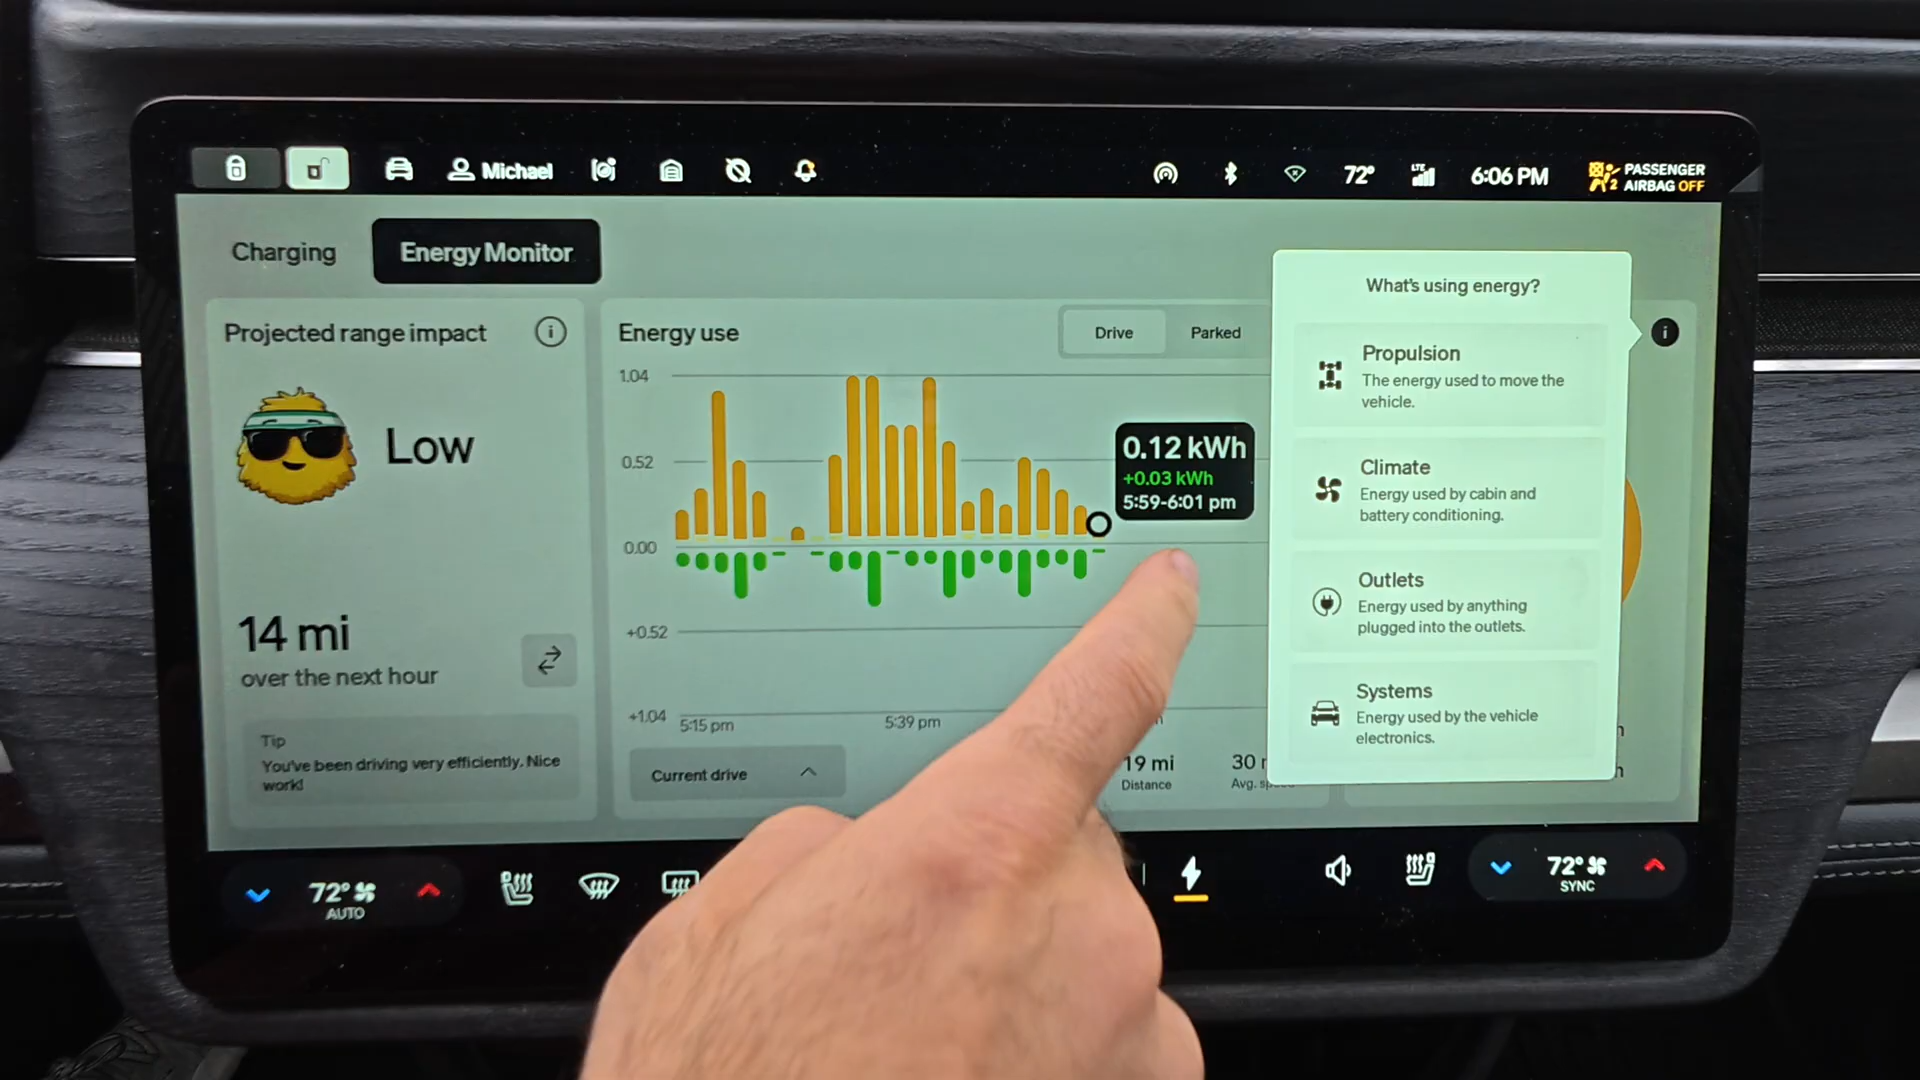 Michael
72°
LTE
6:06 PM
PASSENGER
AIRBAG OFF
2
Charging
Energy Monitor
Projected range impact
i
Low
14 mi
over the next hour
Tip
You've been driving very efficiently. Nice
work!
Energy use
Drive
Parked
1.04
0.52
0.00
+0.52
+1.04
0.12 kWh
+0.03 kWh
5:59-6:01 pm
5:15 pm
5:39 pm
Current drive
19 mi
Distance
30
Avg.
What's using energy?
i
Propulsion
The energy used to move the
vehicle.
Climate
Energy used by cabin and
battery conditioning.
Outlets
Energy used by anything
plugged into the outlets.
Systems
Energy used by the vehicle
electronics.
72°
AUTO
72°
SYNC